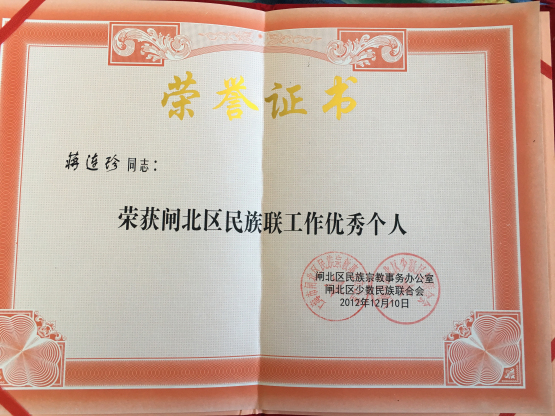 荣誉证书
蒋连珍同志：
荣获闸北区民族联工作优秀个人
闸北区民族宗教事务办公室
闸北区少数民族联合会
2012年12月10日